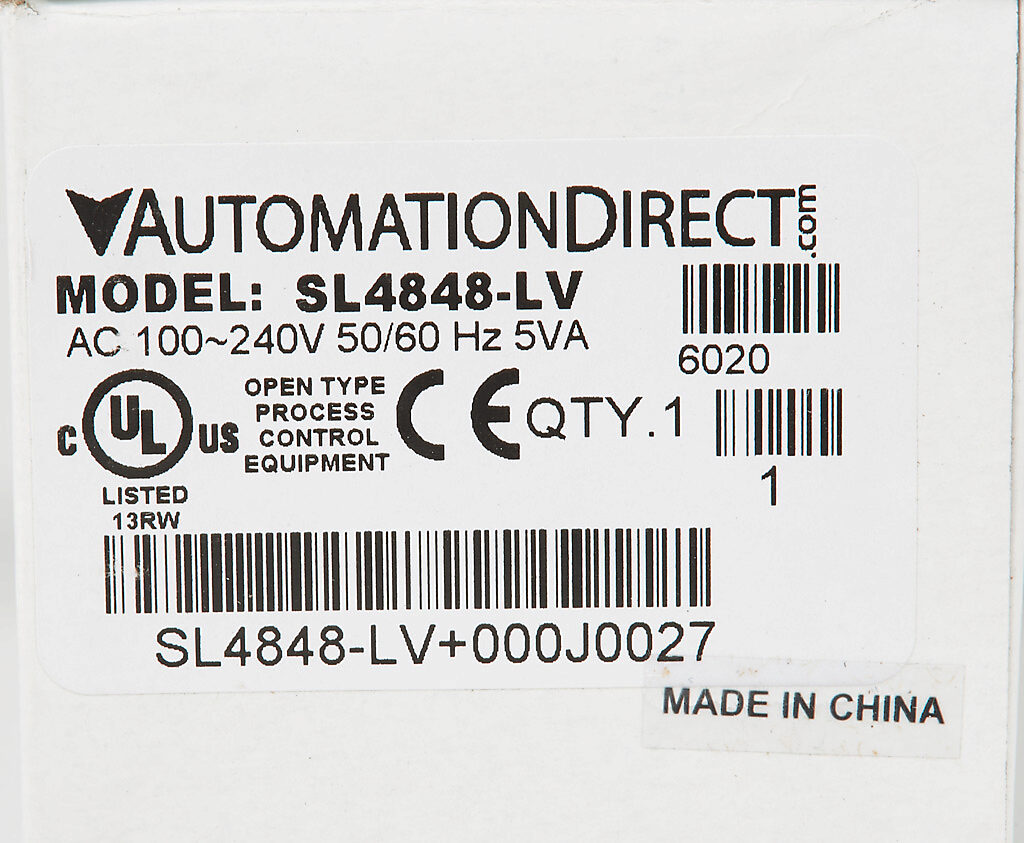 AUTOMATIONDIRECT.com
MODEL: SL4848-LV
AC 100~240V 50/60 Hz 5VA
6020
C UL US
LISTED
13RW
OPEN TYPE
PROCESS
CONTROL
EQUIPMENT
CE
QTY.1
1
SL4848-LV+000J0027
MADE IN CHINA